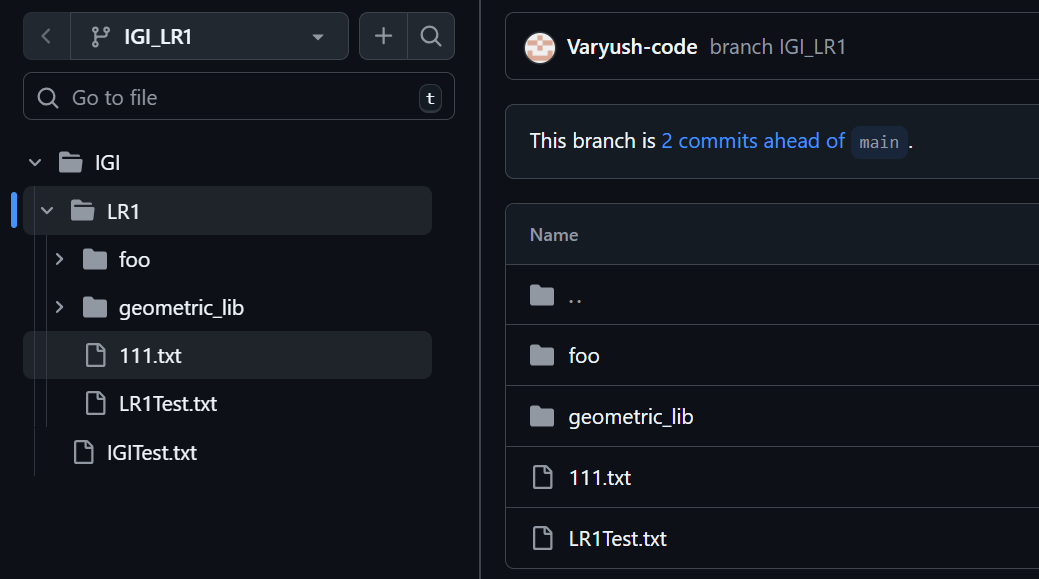 IGI_LR1
Go to file
t
IGI
LR1
foo
geometric_lib
111.txt
LR1Test.txt
IGITest.txt
Varyush-code branch IGI_LR1
This branch is 2 commits ahead of main.
Name
..
foo
geometric_lib
111.txt
LR1Test.txt